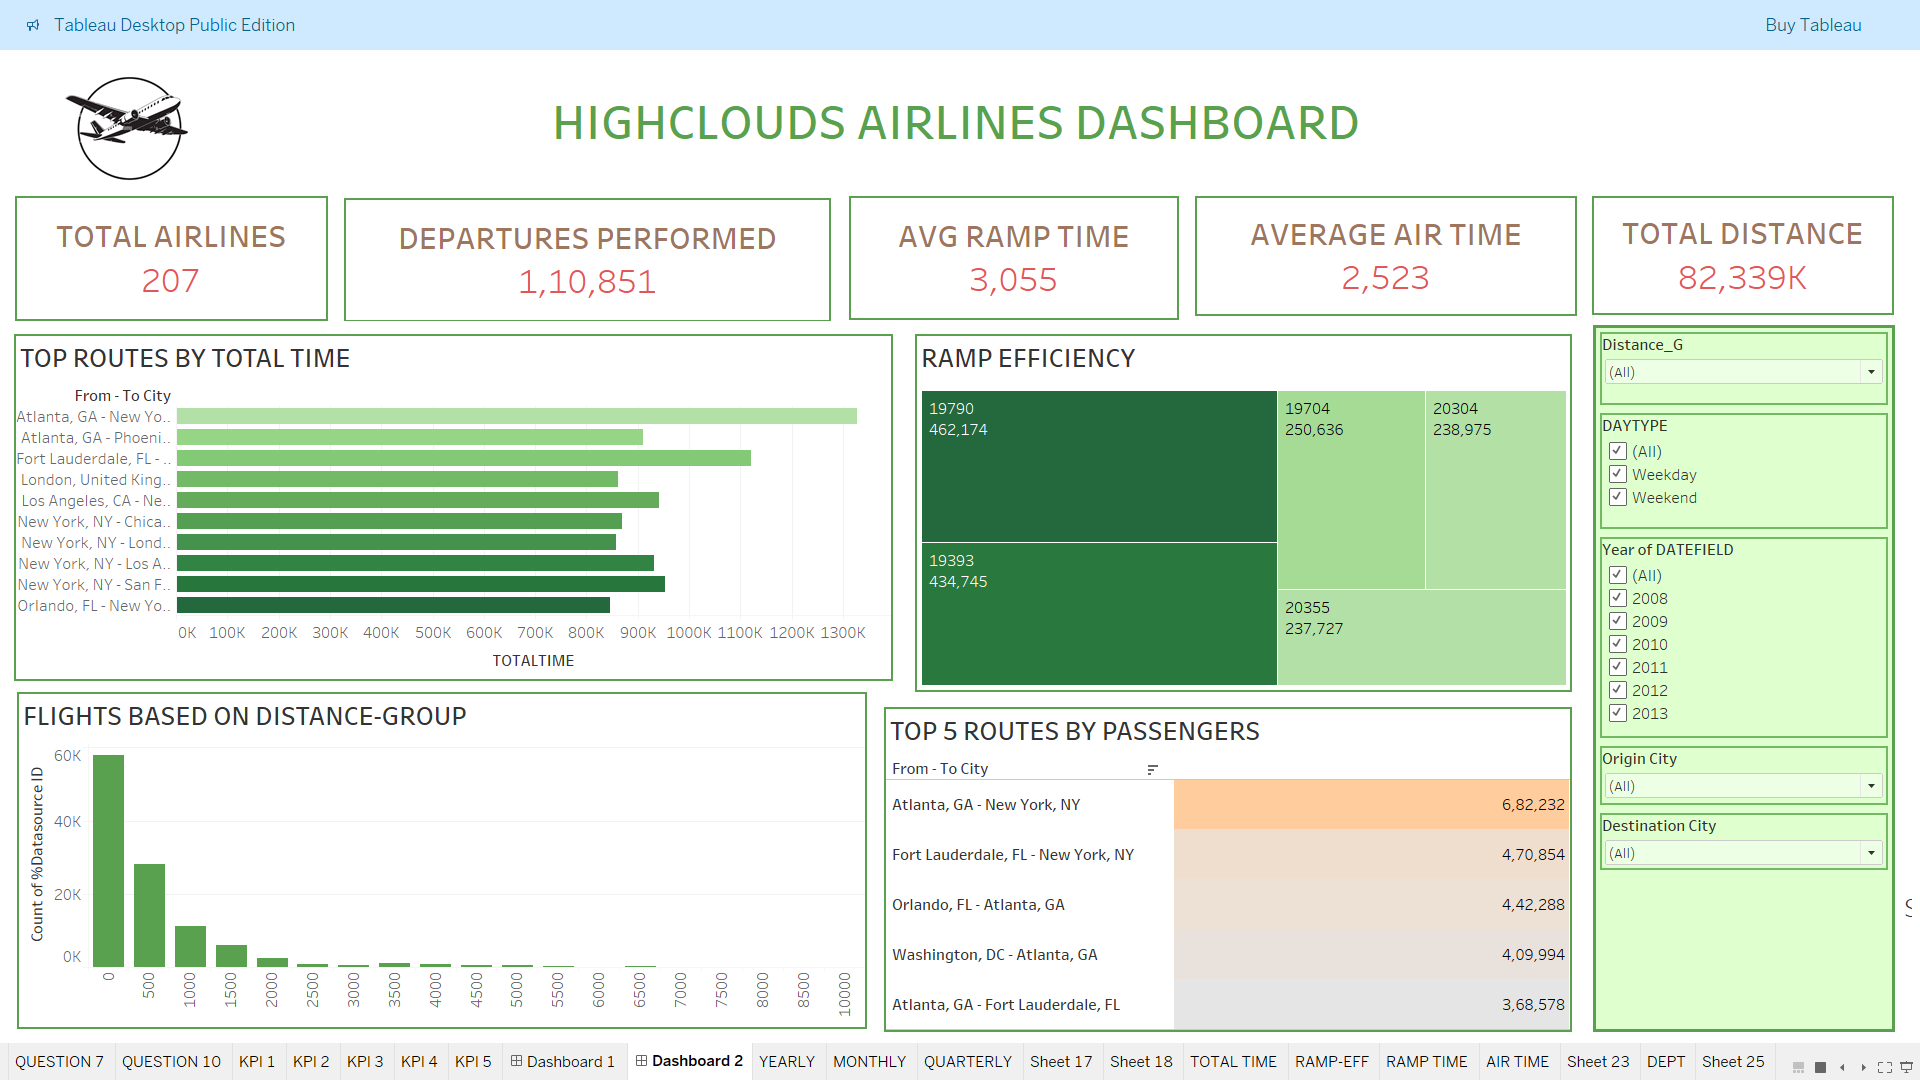 Tableau Desktop Public Edition
Buy Tableau
HIGHCLOUDS AIRLINES DASHBOARD
TOTAL AIRLINES
207
DEPARTURES PERFORMED
1,10,851
AVG RAMP TIME
3,055
AVERAGE AIR TIME
2,523
TOTAL DISTANCE
82,339K
TOP ROUTES BY TOTAL TIME
From - To City
Atlanta, GA - New Yo..
Atlanta, GA - Phoeni..
Fort Lauderdale, FL - ..
London, United King..
Los Angeles, CA - Ne..
New York, NY - Chica..
New York, NY - Lond..
New York, NY - Los A..
New York, NY - San F..
Orlando, FL - New Yo..
0K 100K 200K 300K 400K 500K 600K 700K 800K 900K 1000K 1100K 1200K 1300K
TOTALTIME
RAMP EFFICIENCY
19790
462,174
19393
434,745
19704
250,636
20304
238,975
20355
237,727
Distance_G
(All)
DAYTYPE
(All)
Weekday
Weekend
Year of DATEFIELD
(All)
2008
2009
2010
2011
2012
2013
Origin City
(All)
Destination City
(All)
FLIGHTS BASED ON DISTANCE-GROUP
Count of %Datasource ID
60K
40K
20K
0K
0 500 1000 1500 2000 2500 3000 3500 4000 4500 5000 5500 6000 6500 7000 7500 8000 8500 10000
TOP 5 ROUTES BY PASSENGERS
From - To City
Atlanta, GA - New York, NY 6,82,232
Fort Lauderdale, FL - New York, NY 4,70,854
Orlando, FL - Atlanta, GA 4,42,288
Washington, DC - Atlanta, GA 4,09,994
Atlanta, GA - Fort Lauderdale, FL 3,68,578
QUESTION 7 QUESTION 10 KPI 1 KPI 2 KPI 3 KPI 4 KPI 5 Dashboard 1 Dashboard 2 YEARLY MONTHLY QUARTERLY Sheet 17 Sheet 18 TOTAL TIME RAMP-EFF RAMP TIME AIR TIME Sheet 23 DEPT Sheet 25